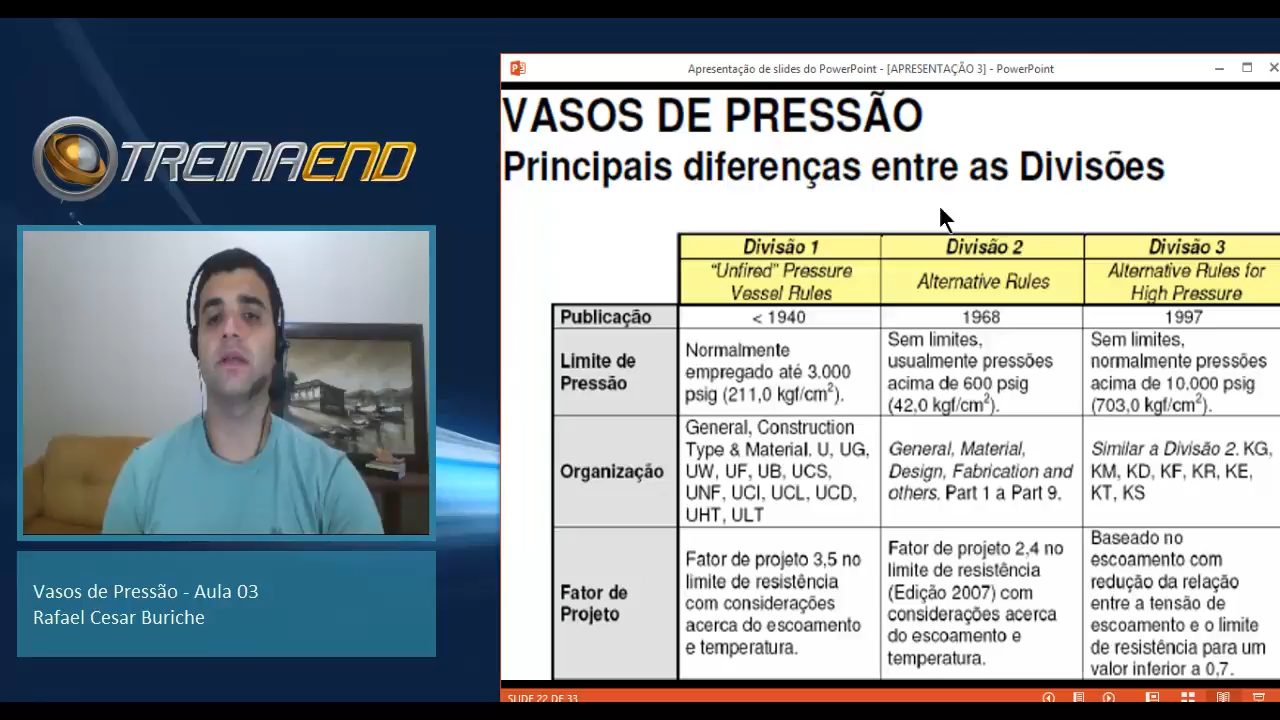 TREINAEND
Vasos de Pressão - Aula 03
Rafael Cesar Buriche
Apresentação de slides do PowerPoint - [APRESENTAÇÃO 3] - PowerPoint
VASOS DE PRESSÃO
Principais diferenças entre as Divisões
Divisão 1
Divisão 2
Divisão 3
"Unfired" Pressure
Vessel Rules
Alternative Rules
Alternative Rules for
High Pressure
Publicação
< 1940
1968
1997
Limite de
Pressão
Normalmente
empregado até 3.000
psig (211,0 kgf/cm²).
Sem limites,
usualmente pressões
acima de 600 psig
(42,0 kgf/cm²).
Sem limites,
normalmente pressões
acima de 10.000 psig
(703,0 kgf/cm²).
Organização
General, Construction
Type & Material. U, UG,
UW, UF, UB, UCS,
UNF, UCI, UCL, UCD,
UHT, ULT
General, Material,
Design, Fabrication and
others. Part 1 a Part 9.
Similar a Divisão 2. KG,
KM, KD, KF, KR, KE,
KT, KS
Fator de
Projeto
Fator de projeto 3,5 no
limite de resistência
com considerações
acerca do escoamento
e temperatura.
Fator de projeto 2,4 no
limite de resistência
(Edição 2007) com
considerações acerca
do escoamento e
temperatura.
Baseado no
escoamento com
redução da relação
entre a tensão de
escoamento e o limite
de resistência para um
valor inferior a 0,7.
SLIDE 22 DE 33